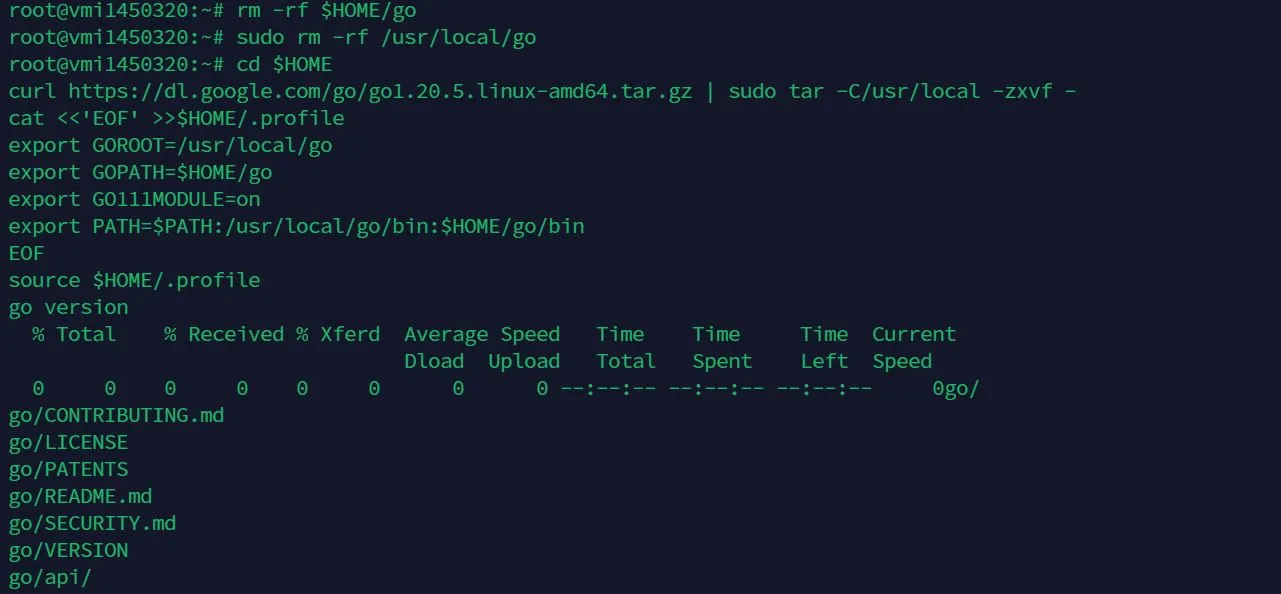 root@vmi1450320:~# rm -rf $HOME/go
root@vmi1450320:~# sudo rm -rf /usr/local/go
root@vmi1450320:~# cd $HOME
curl https://dl.google.com/go/go1.20.5.linux-amd64.tar.gz | sudo tar -C/usr/local -zxvf -
cat <<'EOF' >>$HOME/.profile
export GOROOT=/usr/local/go
export GOPATH=$HOME/go
export GO111MODULE=on
export PATH=$PATH:/usr/local/go/bin:$HOME/go/bin
EOF
source $HOME/.profile
go version
  % Total    % Received % Xferd  Average Speed   Time    Time     Time  Current
                                 Dload  Upload   Total   Spent    Left  Speed
  0     0    0     0    0     0      0      0 --:--:-- --:--:-- --:--:--     0go/
go/CONTRIBUTING.md
go/LICENSE
go/PATENTS
go/README.md
go/SECURITY.md
go/VERSION
go/api/